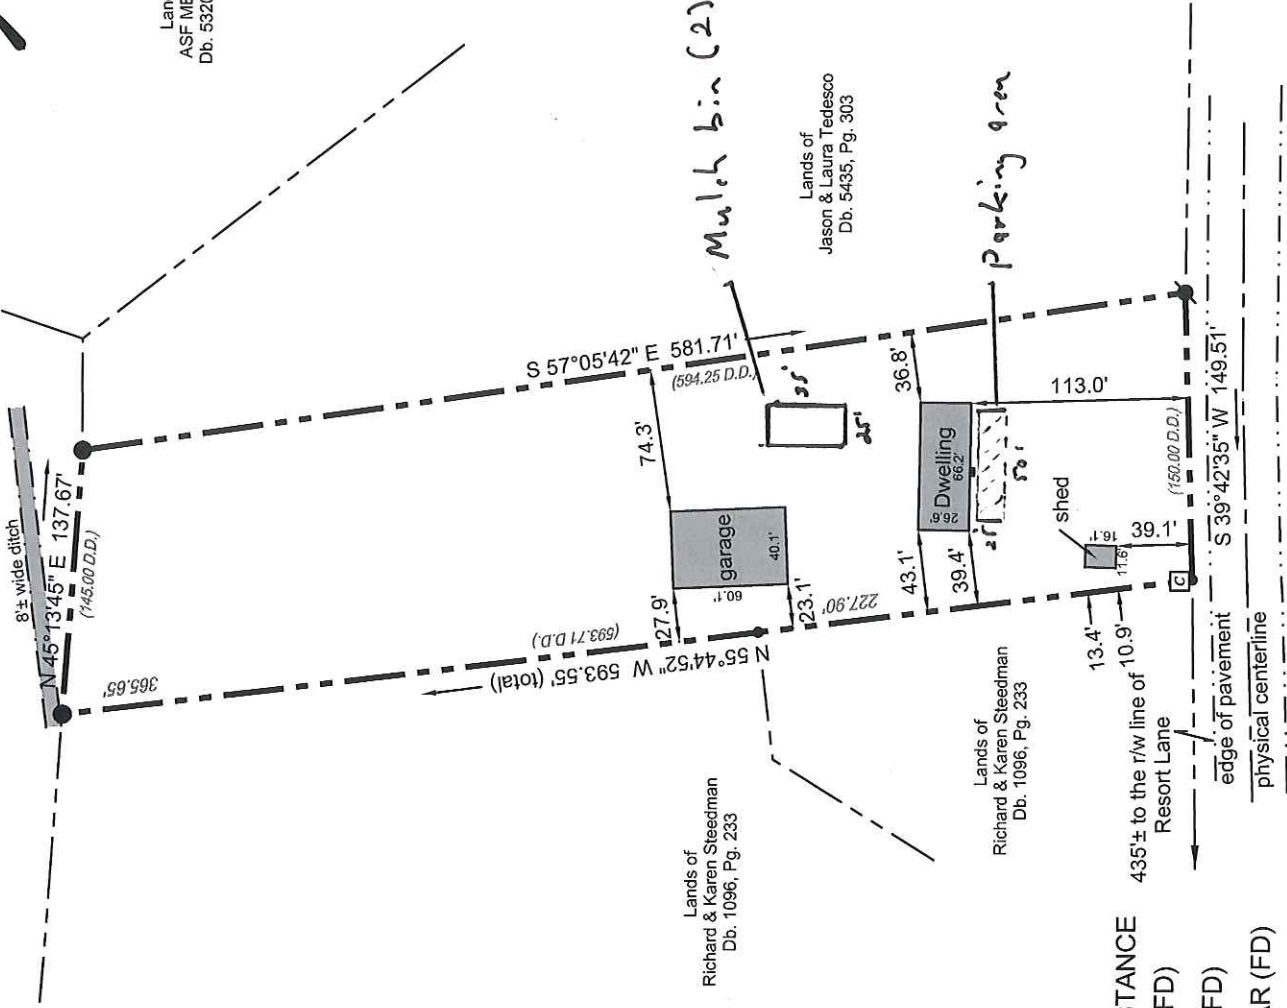 Lan
ASF ME
Db. 5320
8'± wide ditch
N 45°13'45" E 137.67'
(145.00 D.D.)
S 57°05'42" E 581.71'
(594.25 D.D.)
Mulch bin (2)
35'
25'
Lands of
Jason & Laura Tedesco
Db. 5435, Pg. 303
Parking area
74.3'
garage
40.1'
60.1'
27.9'
23.1'
36.8'
Dwelling
66.2'
26.6'
50'
25'
43.1'
39.4'
113.0'
shed
16.1'
11.6'
39.1'
13.4'
10.9'
365.65'
(593.71 D.D.)
N 55°44'52" W 593.55' (total)
227.90'
(150.00 D.D.)
S 39°42'35" W 149.51'
C
Lands of
Richard & Karen Steedman
Db. 1096, Pg. 233
Lands of
Richard & Karen Steedman
Db. 1096, Pg. 233
435'± to the r/w line of
Resort Lane
edge of pavement
physical centerline
TANCE
FD)
FD)
R (FD)